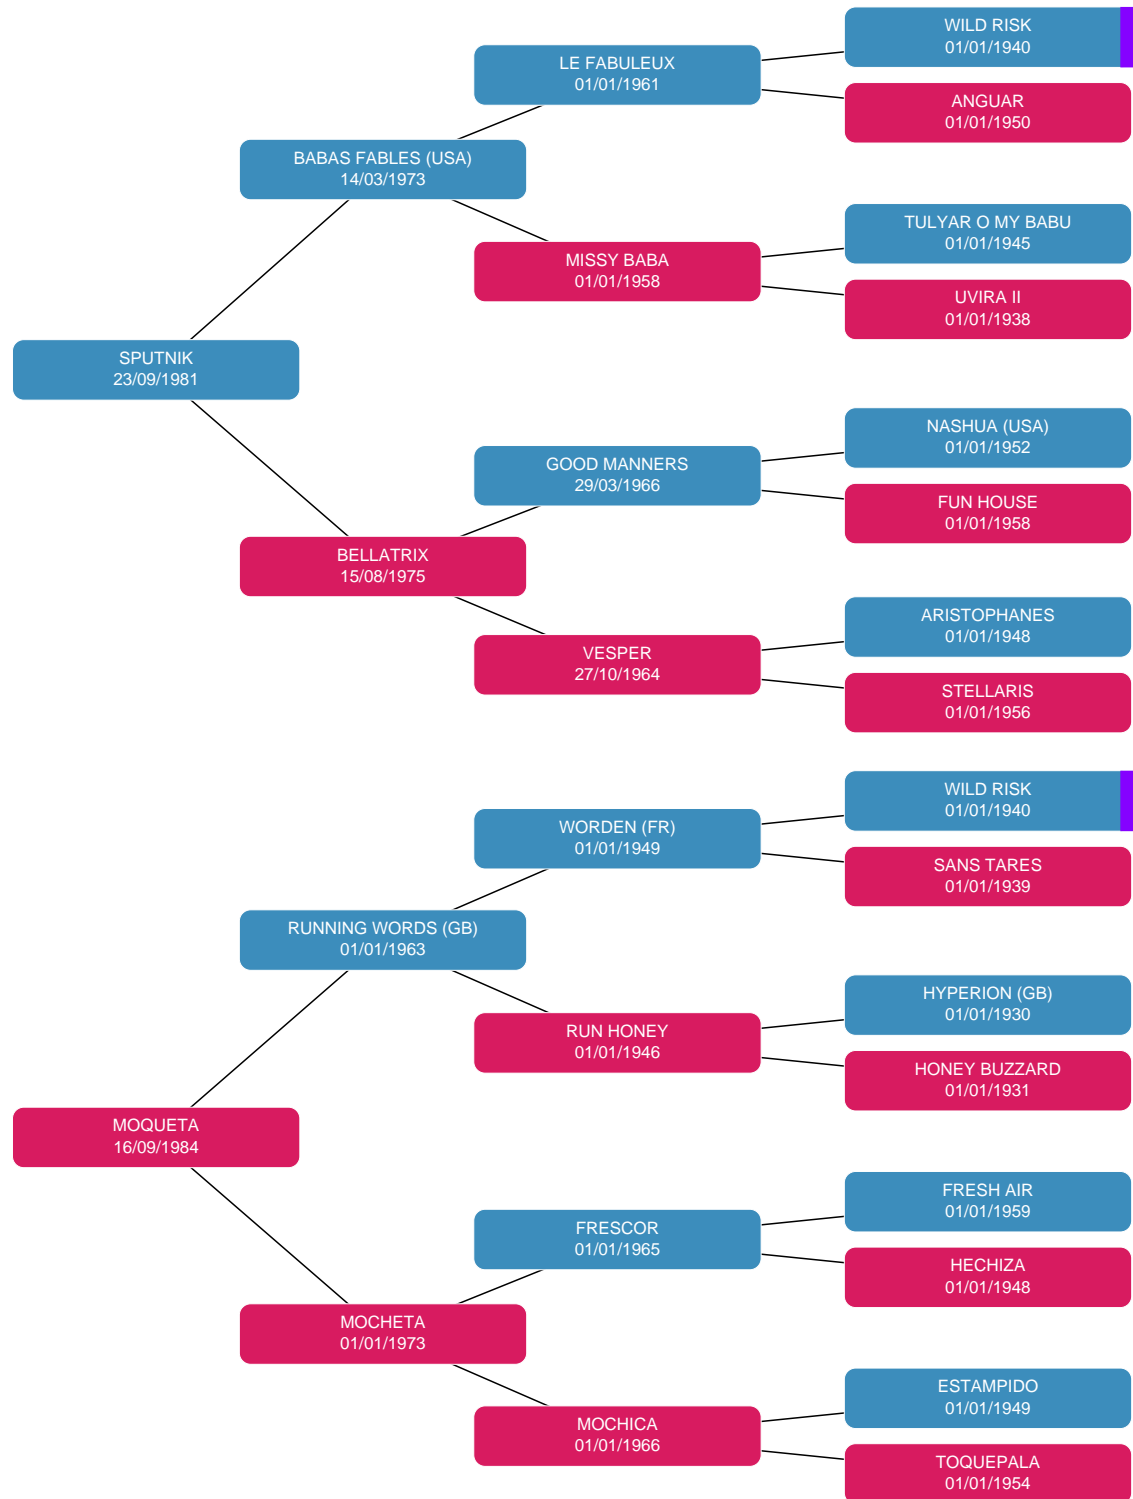 WILD RISK
01/01/1940
LE FABULEUX
01/01/1961
ANGUAR
01/01/1950
BABAS FABLES (USA)
14/03/1973
TULYAR O MY BABU
01/01/1945
MISSY BABA
01/01/1958
UVIRA II
01/01/1938
SPUTNIK
23/09/1981
NASHUA (USA)
01/01/1952
GOOD MANNERS
29/03/1966
FUN HOUSE
01/01/1958
BELLATRIX
15/08/1975
ARISTOPHANES
01/01/1948
VESPER
27/10/1964
STELLARIS
01/01/1956
WILD RISK
01/01/1940
WORDEN (FR)
01/01/1949
SANS TARES
01/01/1939
RUNNING WORDS (GB)
01/01/1963
HYPERION (GB)
01/01/1930
RUN HONEY
01/01/1946
HONEY BUZZARD
01/01/1931
MOQUETA
16/09/1984
FRESH AIR
01/01/1959
FRESCOR
01/01/1965
HECHIZA
01/01/1948
MOCHETA
01/01/1973
ESTAMPIDO
01/01/1949
MOCHICA
01/01/1966
TOQUEPALA
01/01/1954